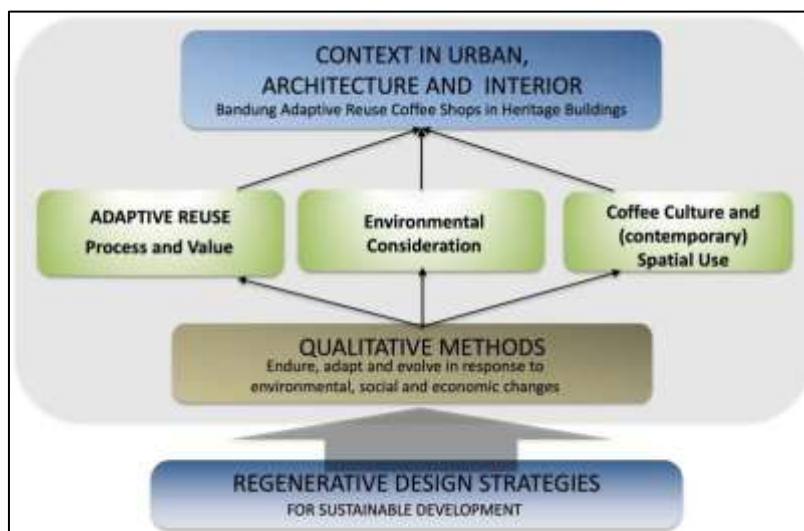 CONTEXT IN URBAN,
ARCHITECTURE AND INTERIOR
Bandung Adaptive Reuse Coffee Shops in Heritage Buildings
ADAPTIVE REUSE
Process and Value
Environmental
Consideration
Coffee Culture and
(contemporary)
Spatial Use
QUALITATIVE METHODS
Endure, adapt and evolve in response to
environmental, social and economic changes
REGENERATIVE DESIGN STRATEGIES
FOR SUSTAINABLE DEVELOPMENT